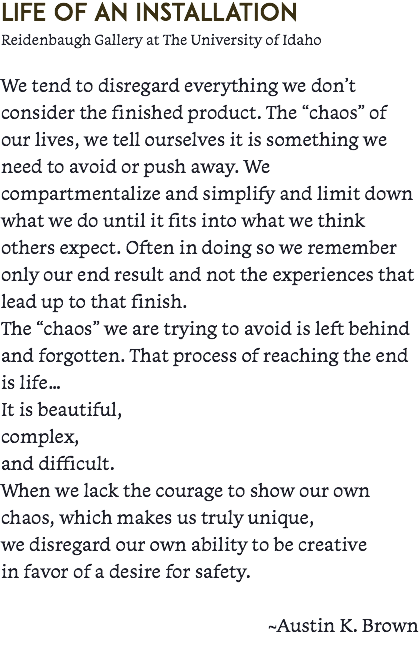 LIFE OF AN INSTALLATION
Reidenbaugh Gallery at The University of Idaho
We tend to disregard everything we don’t
consider the finished product. The “chaos” of
our lives, we tell ourselves it is something we
need to avoid or push away. We
compartmentalize and simplify and limit down
what we do until it fits into what we think
others expect. Often in doing so we remember
only our end result and not the experiences that
lead up to that finish.
The “chaos” we are trying to avoid is left behind
and forgotten. That process of reaching the end
is life...
It is beautiful,
complex,
and difficult.
When we lack the courage to show our own
chaos, which makes us truly unique,
we disregard our own ability to be creative
in favor of a desire for safety.
~Austin K. Brown